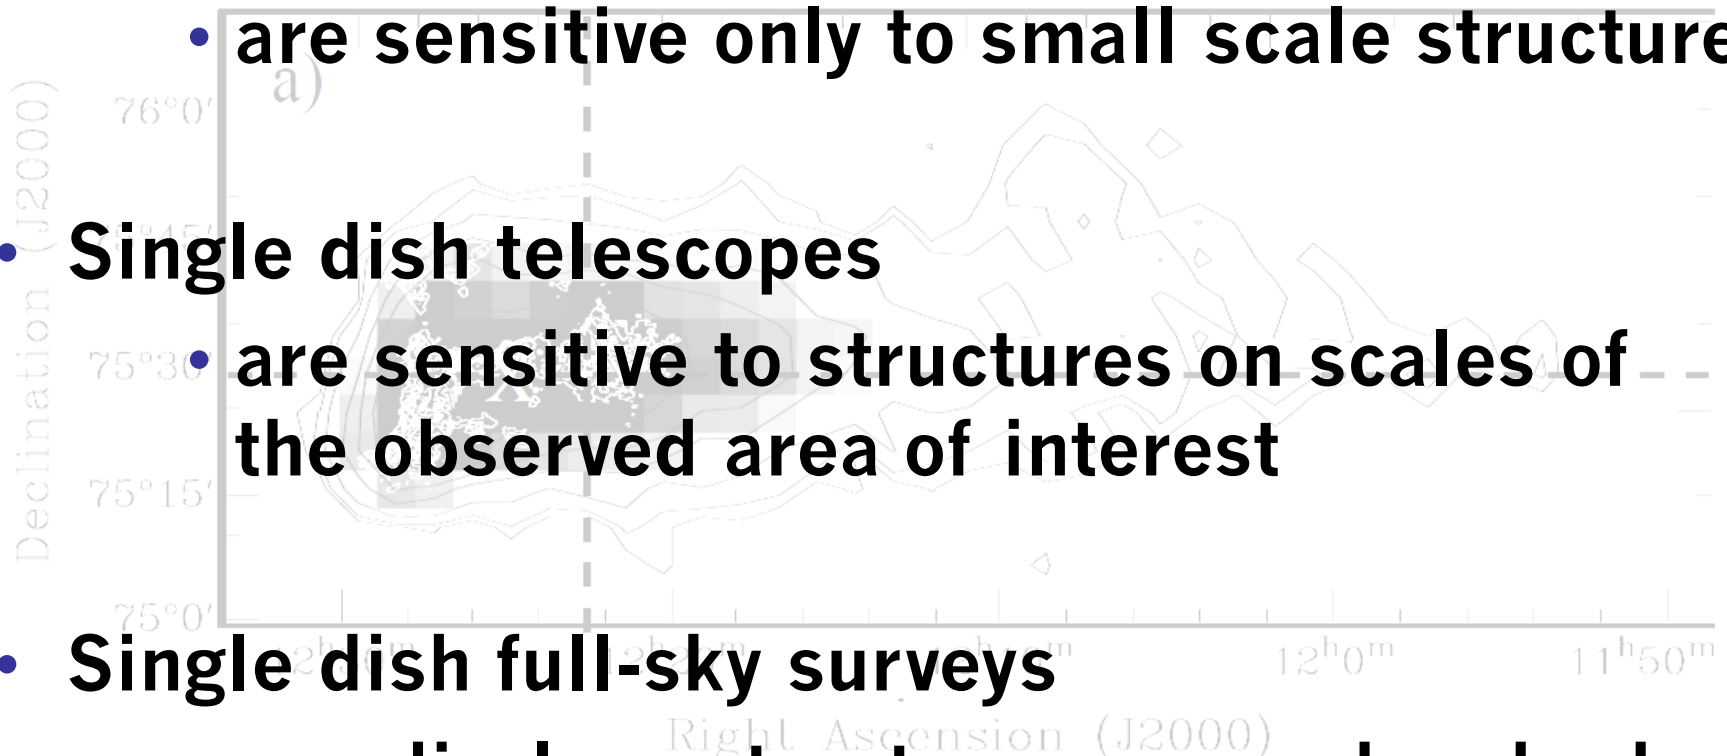 • are sensitive only to small scale structure
a)
76°0′
• Single dish telescopes
75°30′
• are sensitive to structures on scales of
the observed area of interest
75°15′
75°0′
• Single dish full-sky surveys
12ʰ0ᵐ
11ʰ50ᵐ
Right Ascension (J2000)
Declination (J2000)